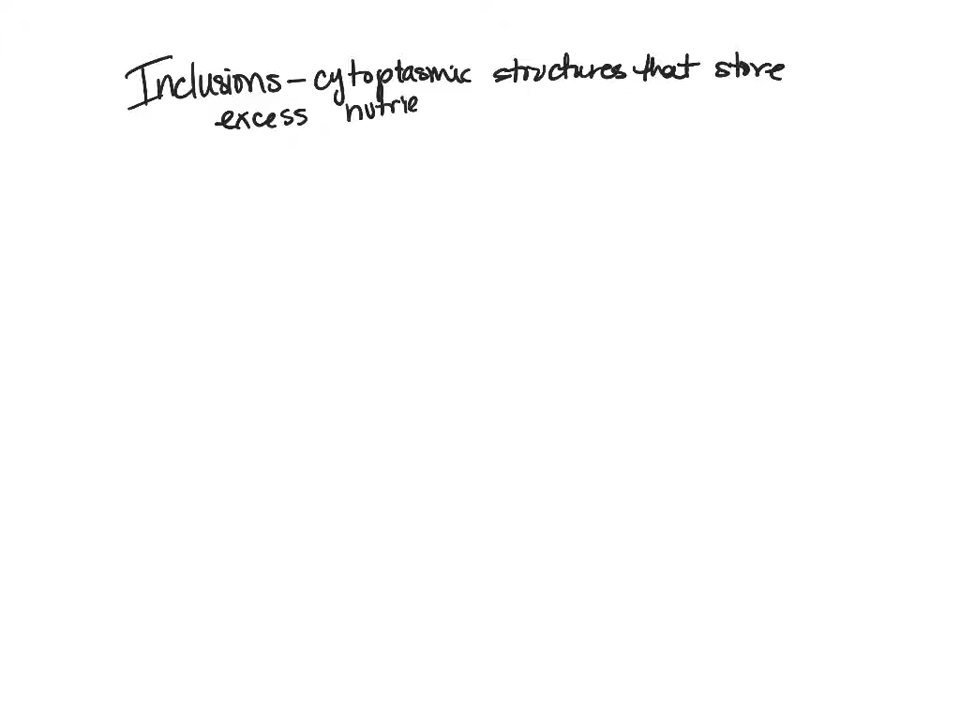 Inclusions – cytoplasmic structures that store
excess nutrie